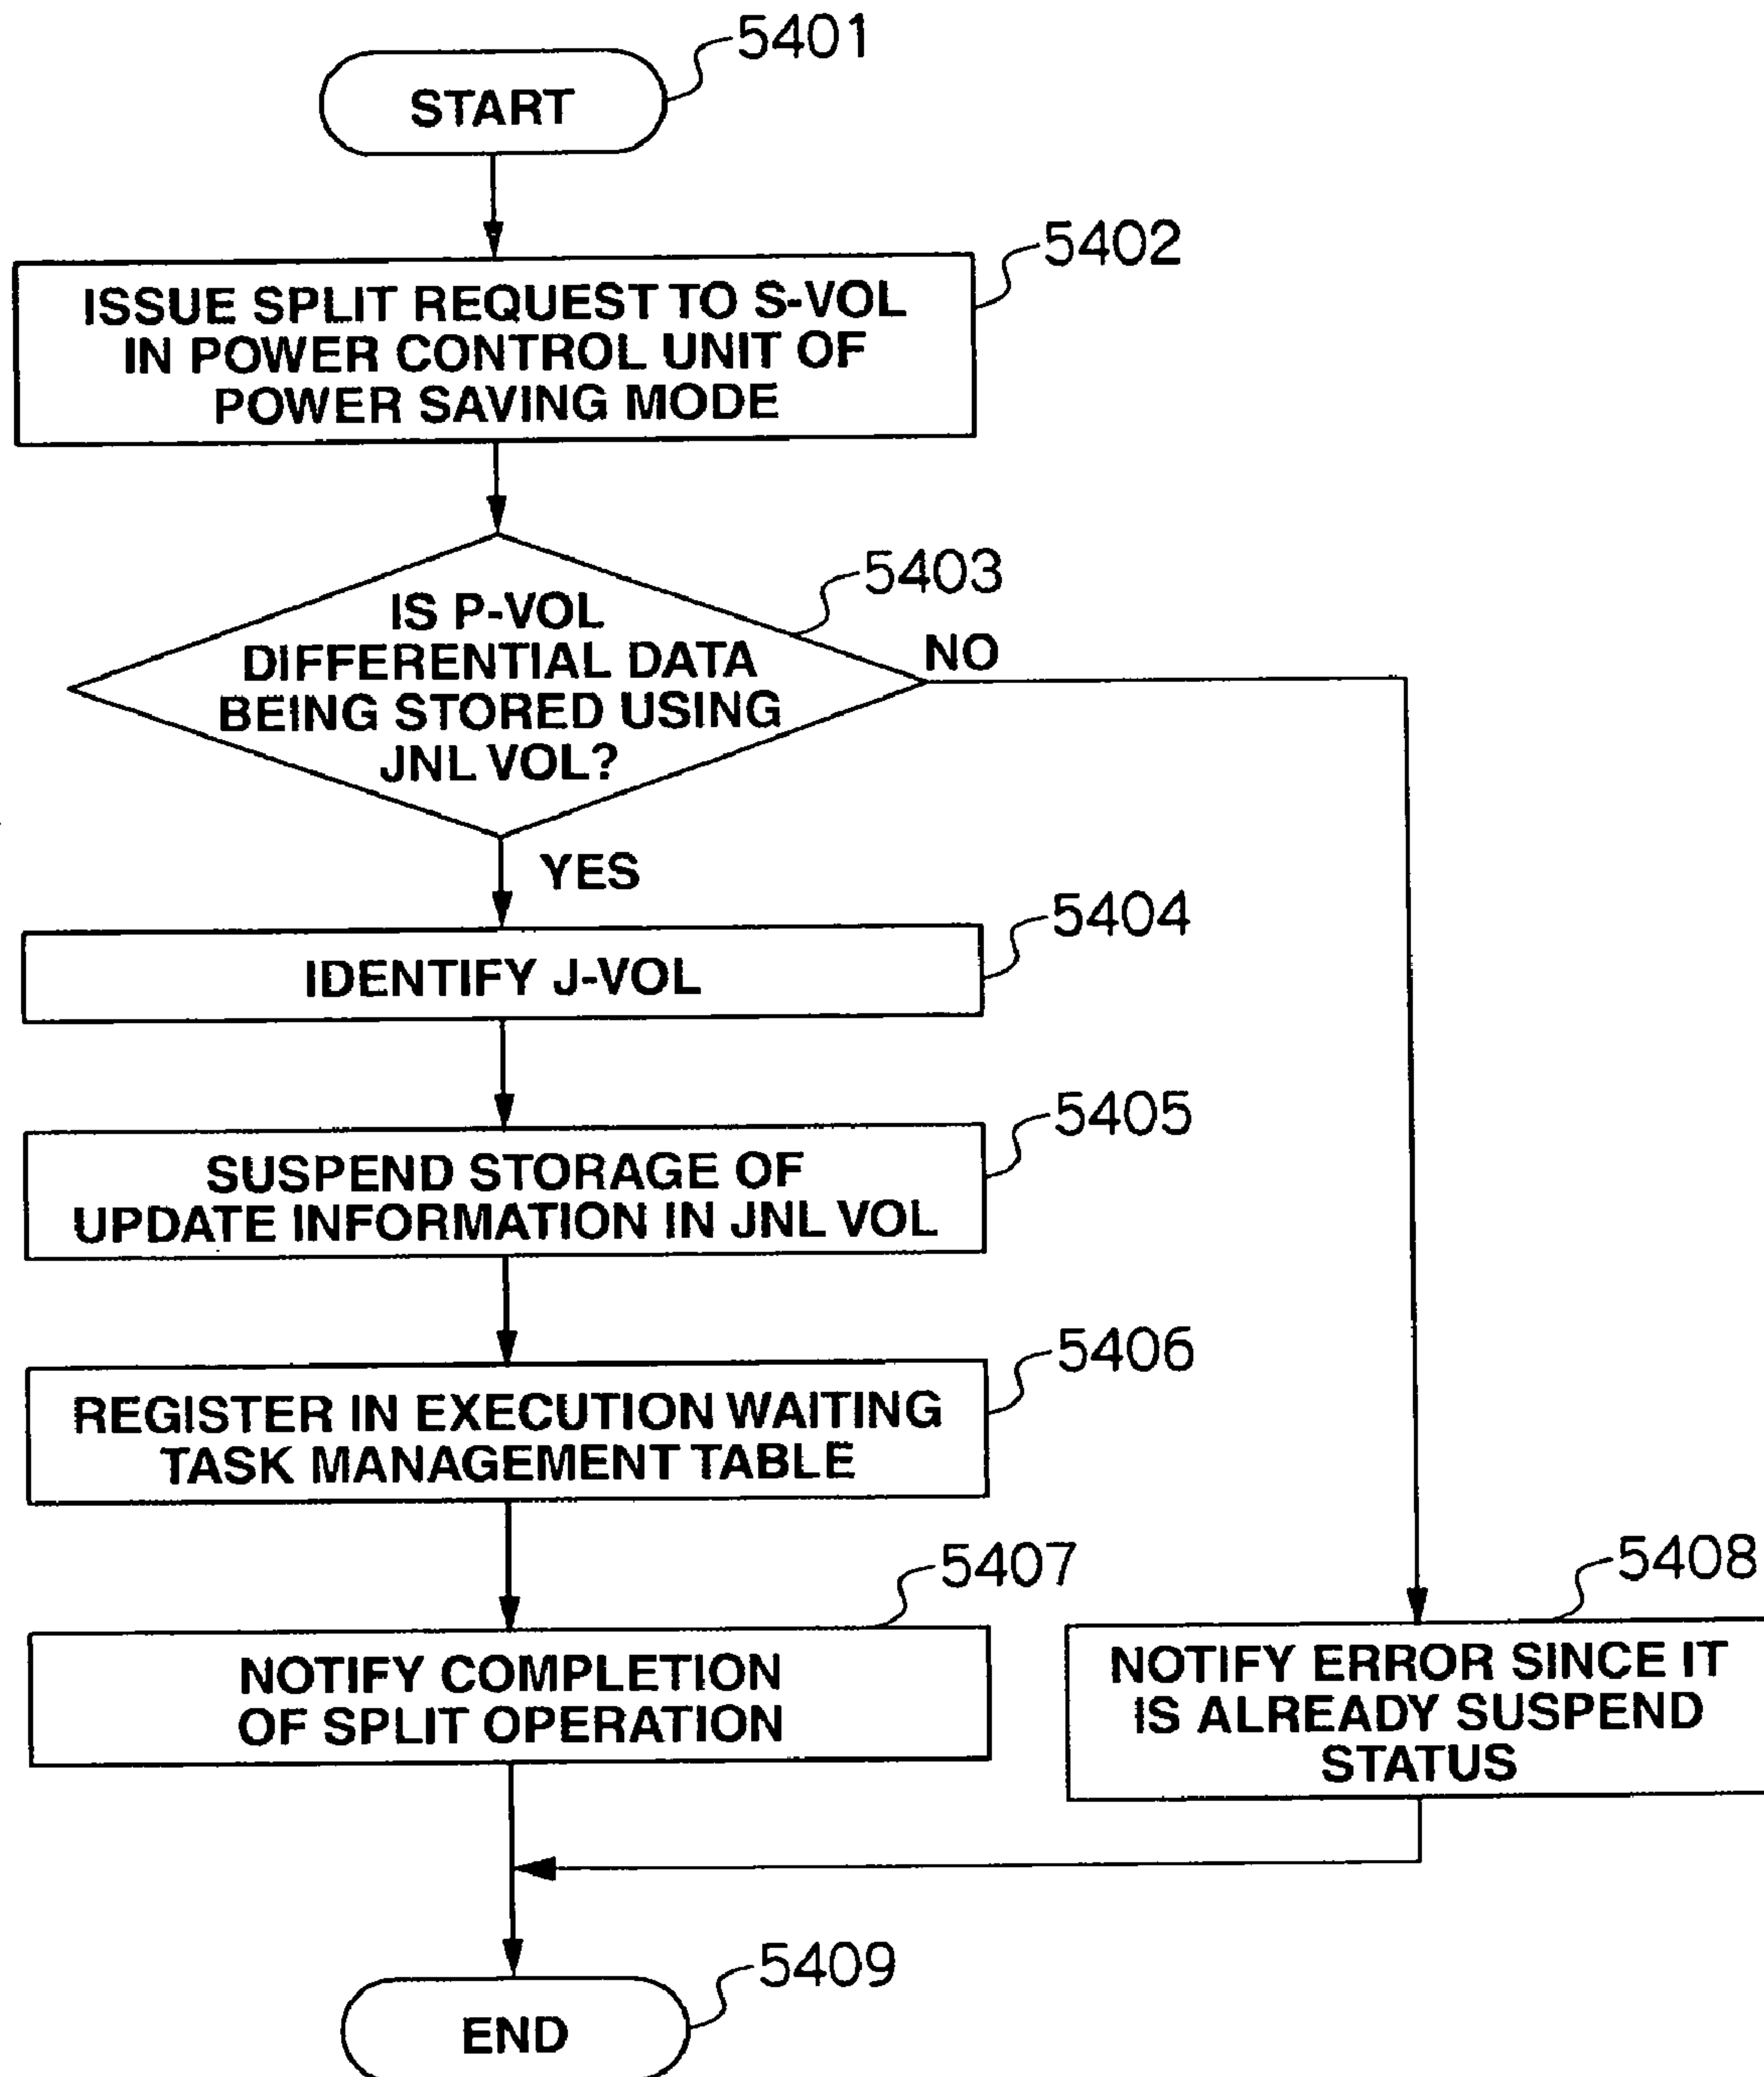 5401
START
5402
ISSUE SPLIT REQUEST TO S-VOL
IN POWER CONTROL UNIT OF
POWER SAVING MODE
5403
IS P-VOL
DIFFERENTIAL DATA
BEING STORED USING
JNL VOL?
NO
YES
5404
IDENTIFY J-VOL
5405
SUSPEND STORAGE OF
UPDATE INFORMATION IN JNL VOL
5406
REGISTER IN EXECUTION WAITING
TASK MANAGEMENT TABLE
5407
NOTIFY COMPLETION
OF SPLIT OPERATION
5408
NOTIFY ERROR SINCE IT
IS ALREADY SUSPEND
STATUS
5409
END